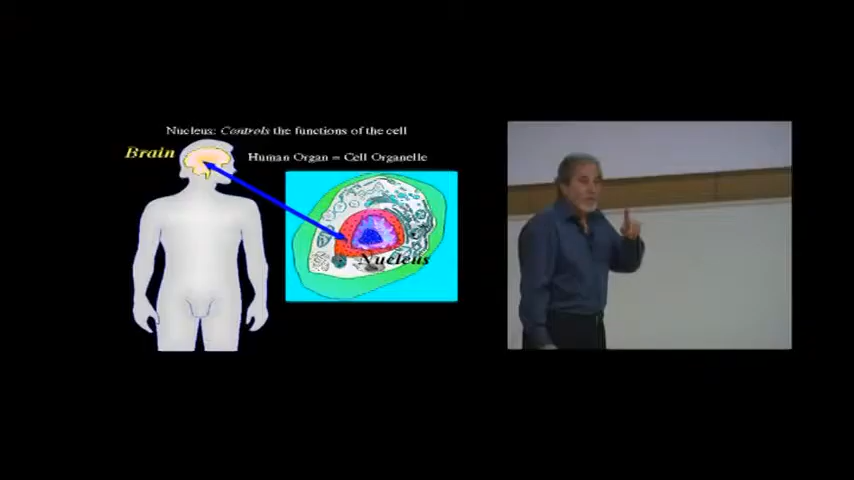 Nucleus: Controls the functions of the cell
Brain
Human Organ = Cell Organelle
Nucleus